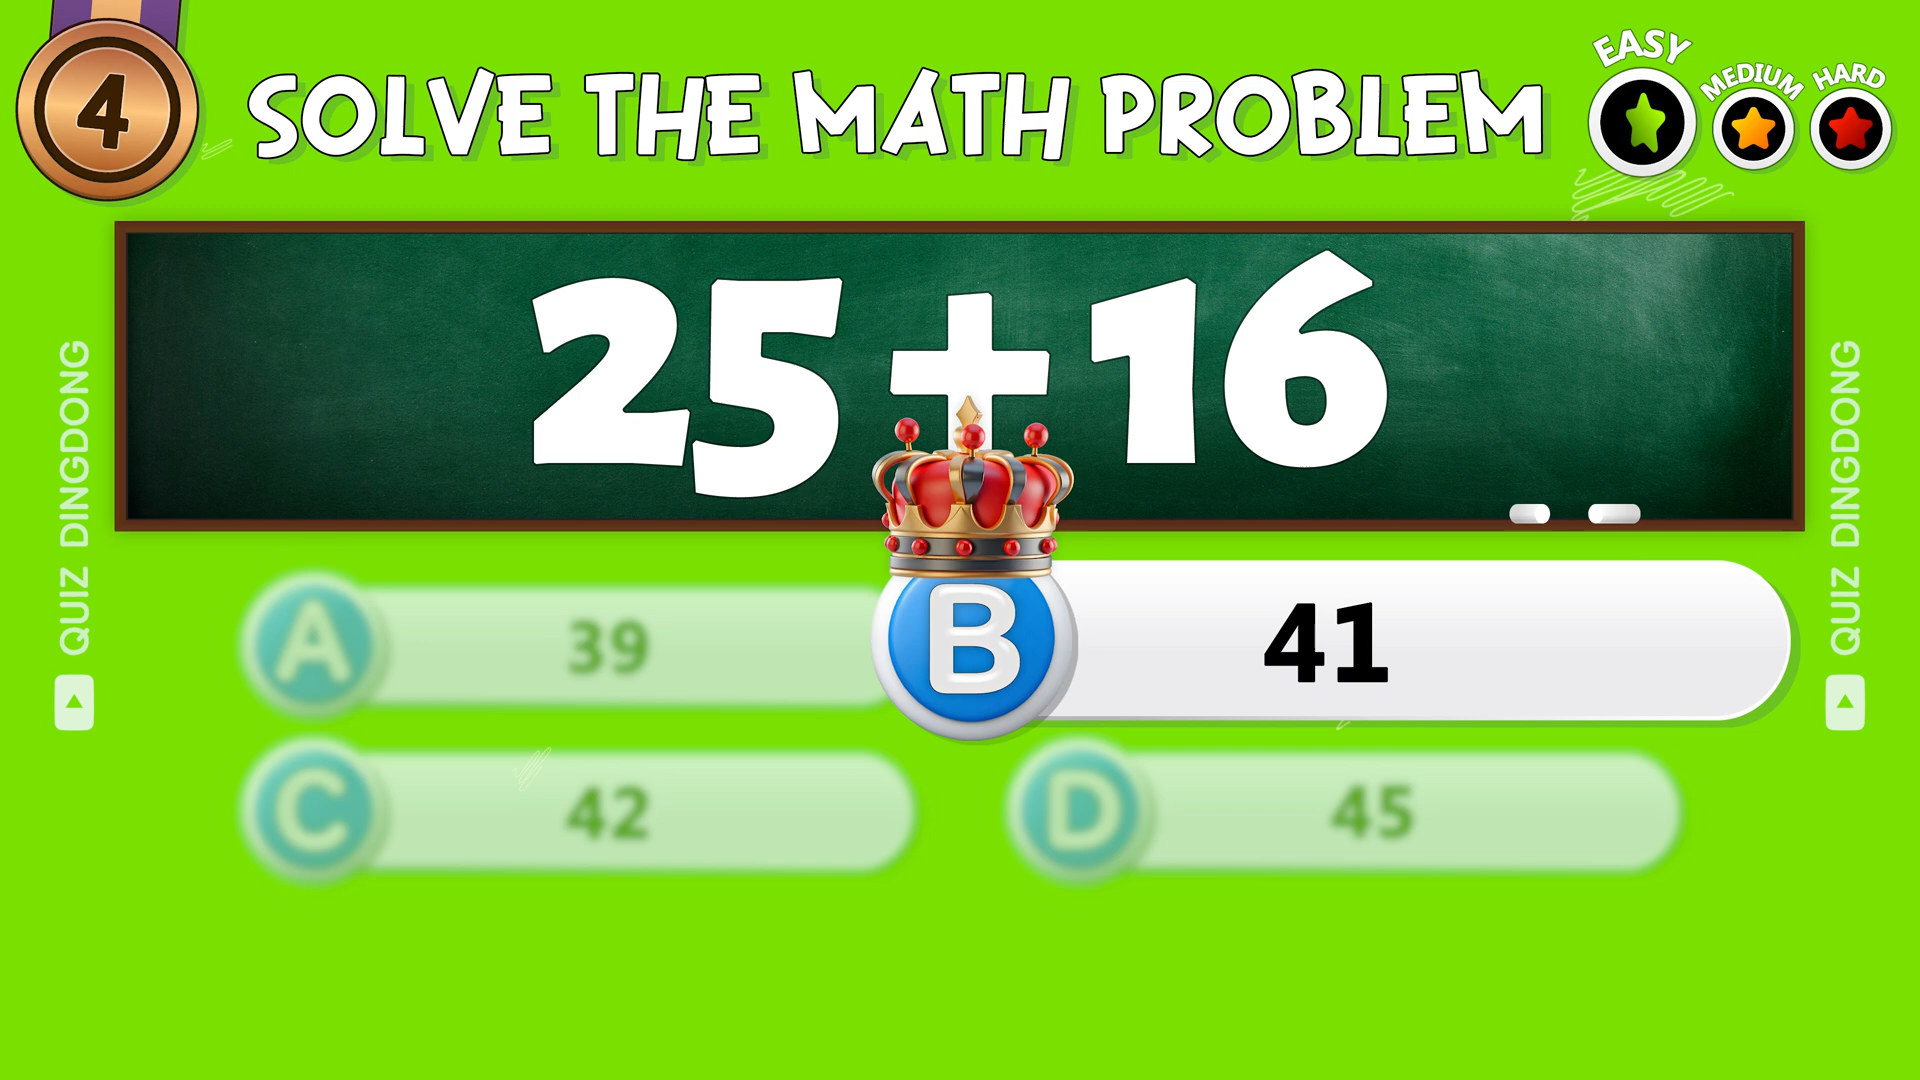 4
SOLVE THE MATH PROBLEM
EASY
MEDIUM
HARD
25+16
A
39
B
41
C
42
D
45
QUIZ DINGDONG
QUIZ DINGDONG